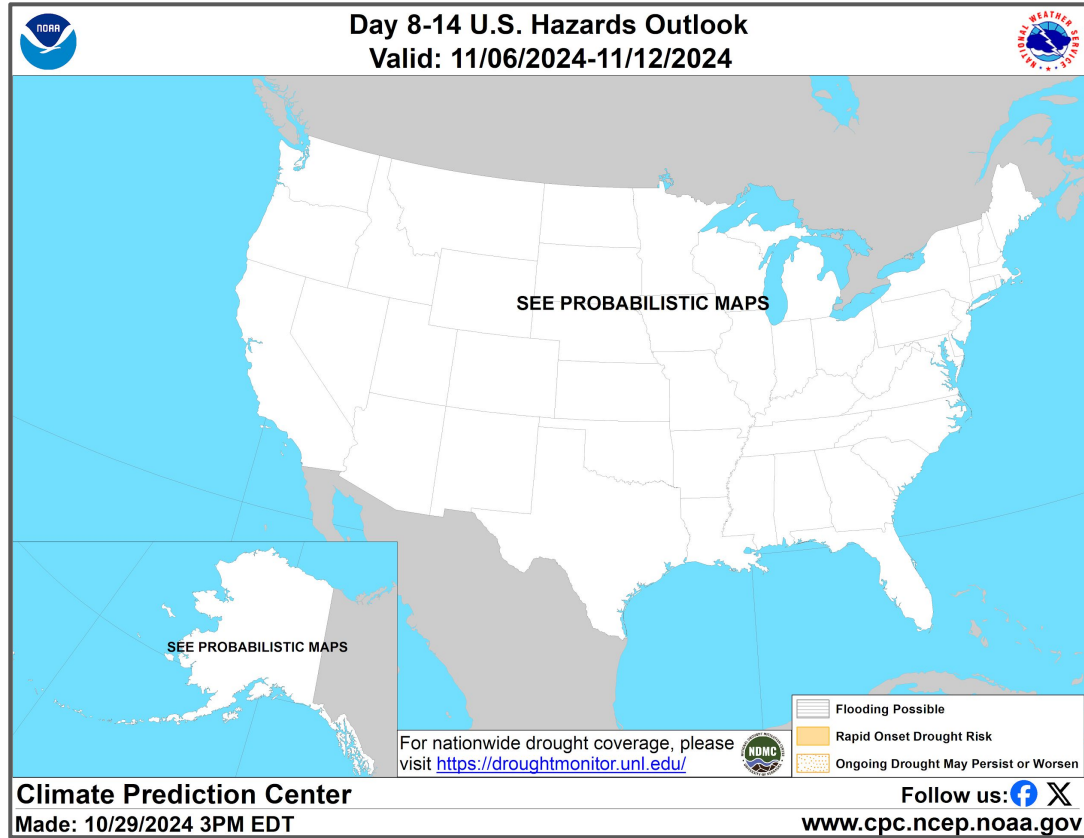 NOAA
Day 8-14 U.S. Hazards Outlook
Valid: 11/06/2024-11/12/2024
NATIONAL WEATHER SERVICE
SEE PROBABILISTIC MAPS
SEE PROBABILISTIC MAPS
For nationwide drought coverage, please
visit https://droughtmonitor.unl.edu/
NDMC
Flooding Possible
Rapid Onset Drought Risk
Ongoing Drought May Persist or Worsen
Climate Prediction Center
Follow us:
Made: 10/29/2024 3PM EDT
www.cpc.ncep.noaa.gov